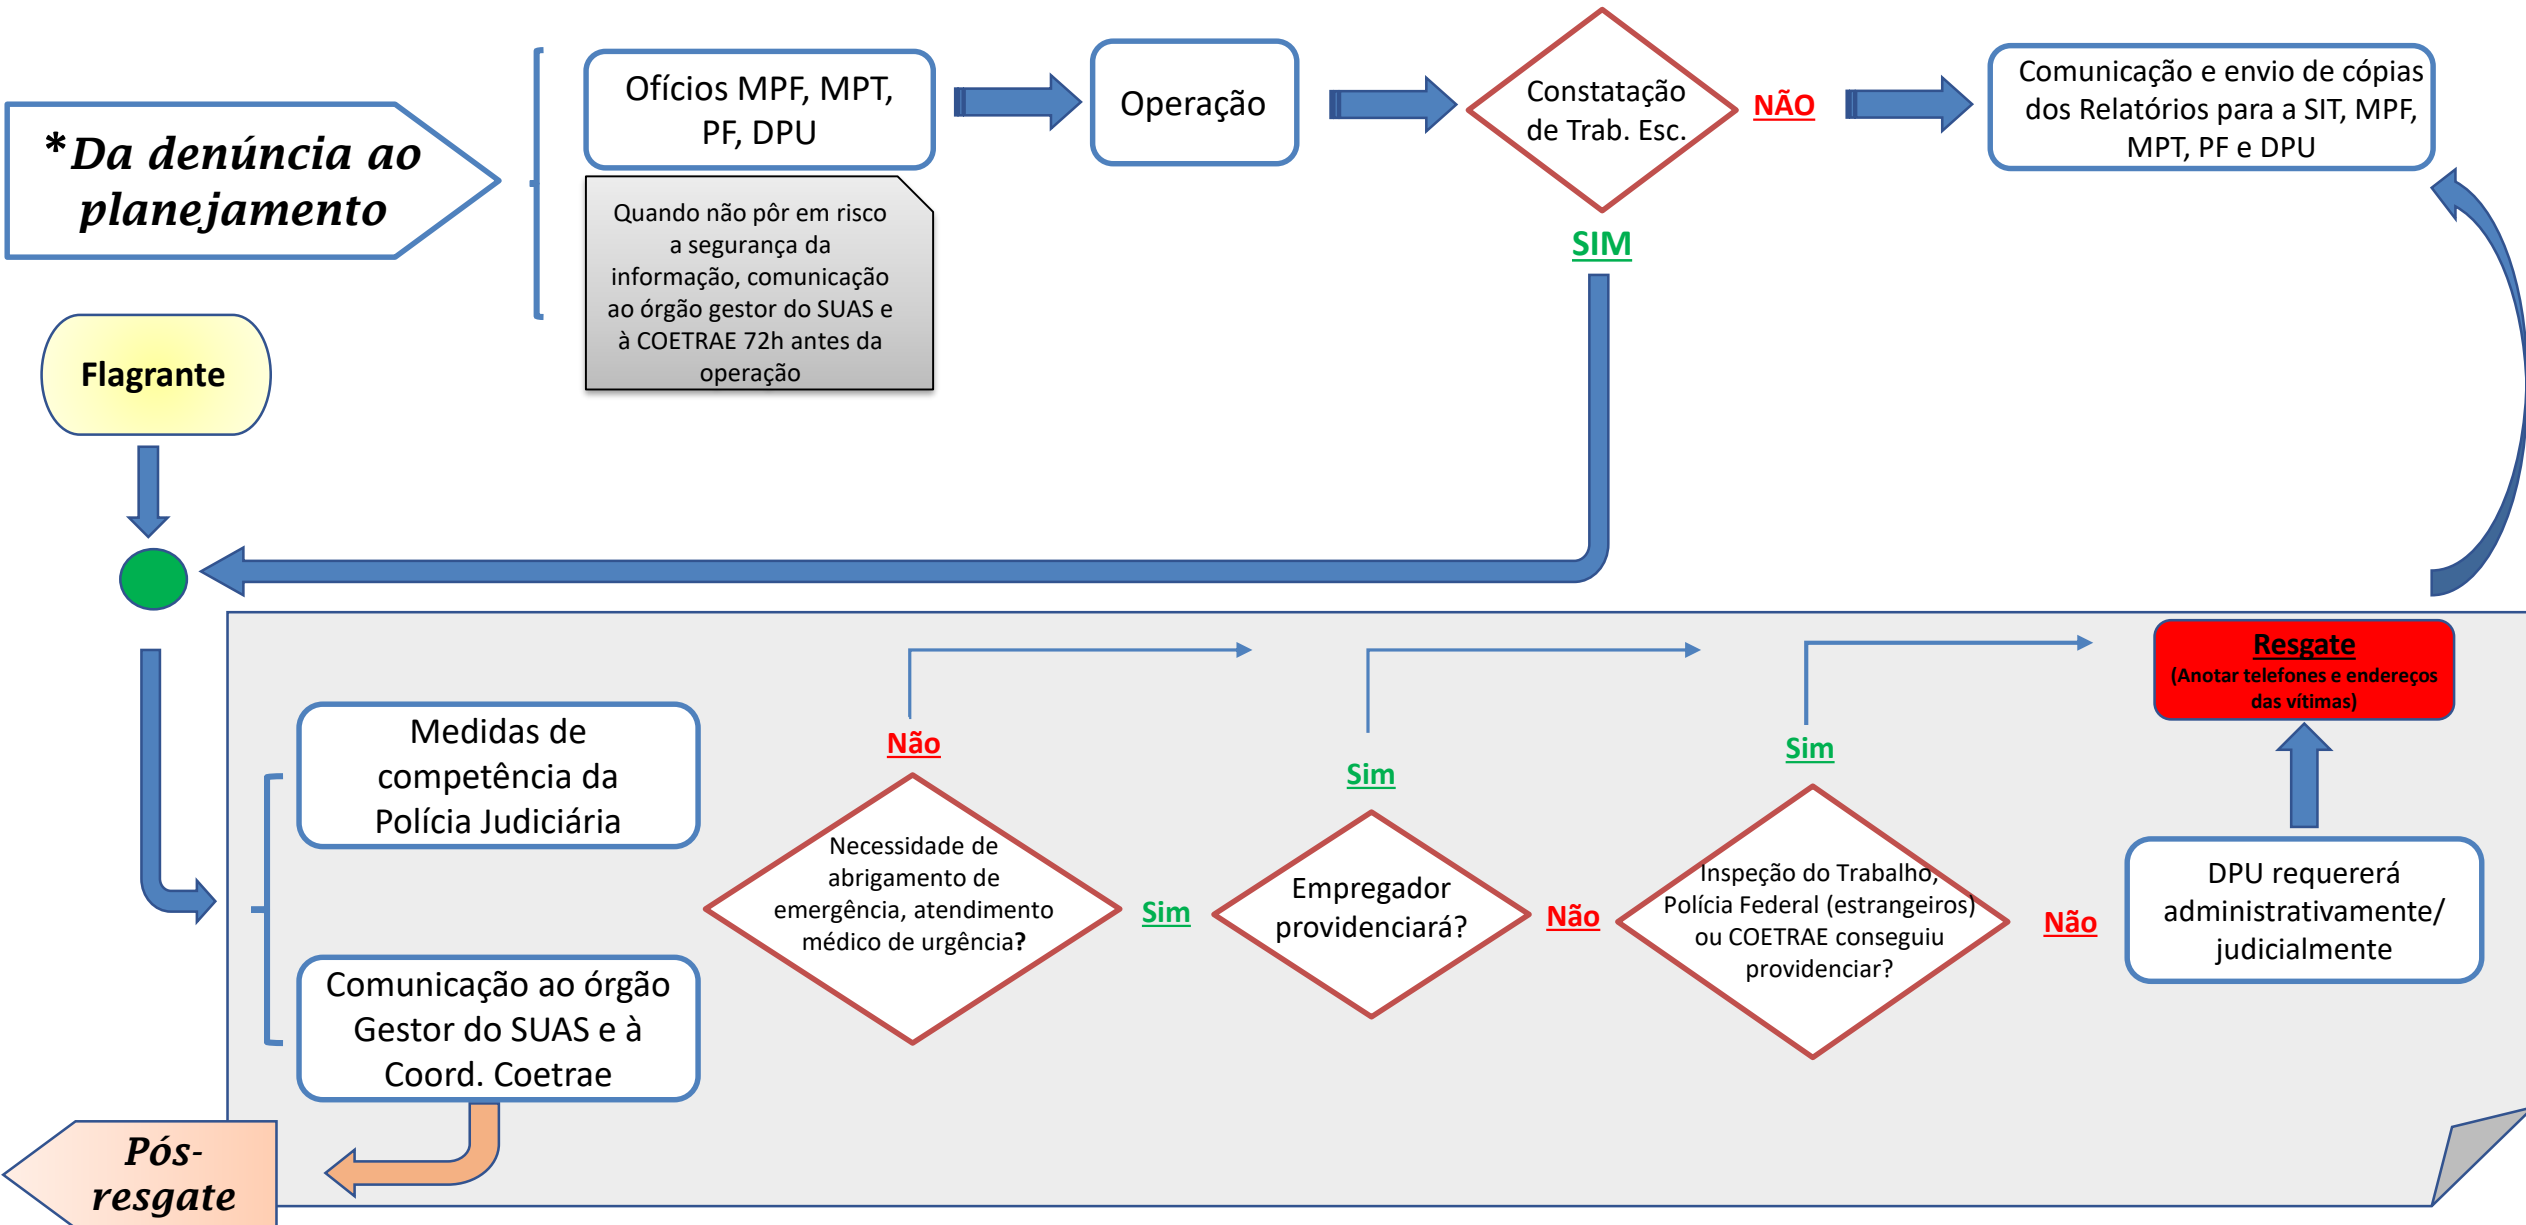 *Da denúncia ao
planejamento
Ofícios MPF, MPT,
PF, DPU
Quando não pôr em risco
a segurança da
informação, comunicação
ao órgão gestor do SUAS e
à COETRAE 72h antes da
operação
Operação
Constatação
de Trab. Esc.
NÃO
SIM
Comunicação e envio de cópias
dos Relatórios para a SIT, MPF,
MPT, PF e DPU
Flagrante
Medidas de
competência da
Polícia Judiciária
Comunicação ao órgão
Gestor do SUAS e à
Coord. Coetrae
Não
Necessidade de
abrigamento de
emergência, atendimento
médico de urgência?
Sim
Sim
Empregador
providenciará?
Não
Sim
Inspeção do Trabalho,
Polícia Federal (estrangeiros)
ou COETRAE conseguiu
providenciar?
Não
Resgate
(Anotar telefones e endereços
das vítimas)
DPU requererá
administrativamente/
judicialmente
Pós-
resgate